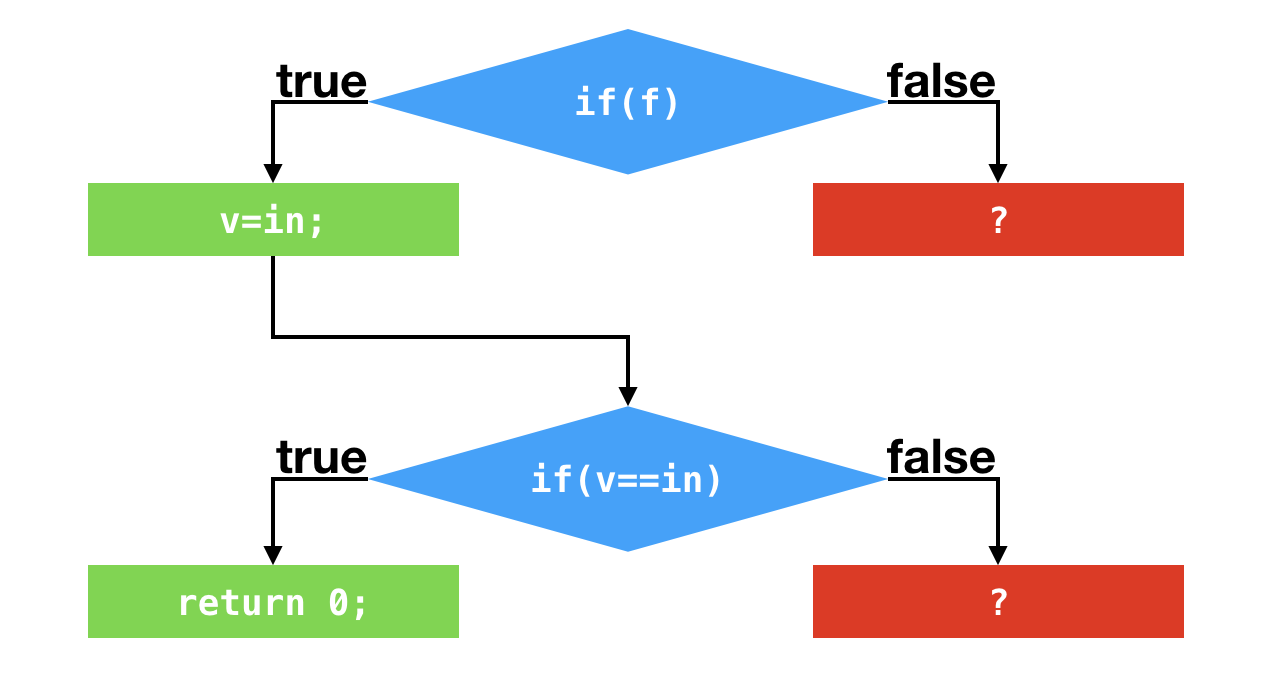 true
if(f)
false
v=in;
?
true
if(v==in)
false
return 0;
?